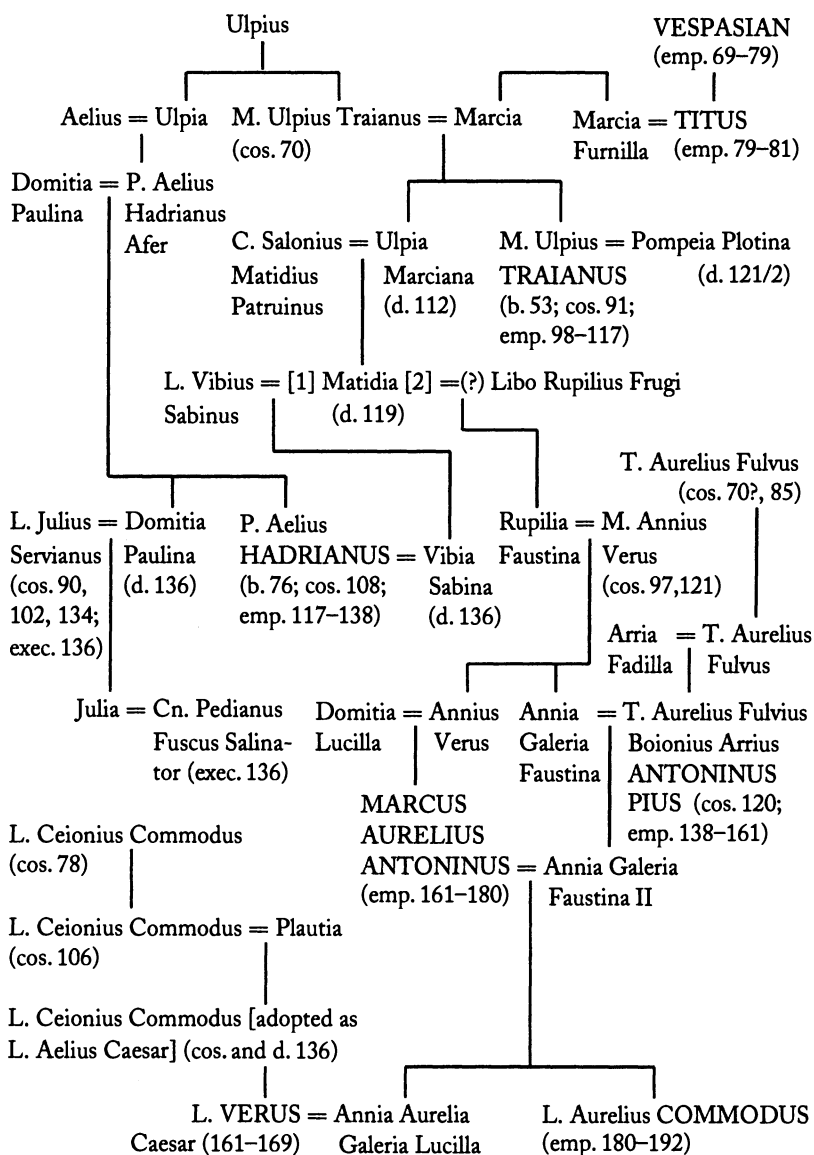 Ulpius
VESPASIAN
(emp. 69–79)
Aelius = Ulpia
M. Ulpius Traianus = Marcia
(cos. 70)
Marcia = TITUS
Furnilla (emp. 79–81)
Domitia = P. Aelius
Paulina Hadrianus
Afer
C. Salonius = Ulpia
Matidius Marciana
Patruinus (d. 112)
M. Ulpius = Pompeia Plotina
TRAIANUS (d. 121/2)
(b. 53; cos. 91;
emp. 98–117)
L. Vibius = [1] Matidia [2] =(?) Libo Rupilius Frugi
Sabinus (d. 119)
T. Aurelius Fulvus
(cos. 70?, 85)
L. Julius = Domitia
Servianus Paulina
(cos. 90, (d. 136)
102, 134;
exec. 136)
P. Aelius
HADRIANUS = Vibia
(b. 76; cos. 108; Sabina
emp. 117–138) (d. 136)
Rupilia = M. Annius
Faustina Verus
(cos. 97,121)
Arria = T. Aurelius
Fadilla Fulvus
Julia = Cn. Pedianus
Fuscus Salina-
tor (exec. 136)
Domitia = Annius
Lucilla Verus
Annia = T. Aurelius Fulvius
Galeria Boionius Arrius
Faustina ANTONINUS
PIUS (cos. 120;
emp. 138–161)
MARCUS
AURELIUS
ANTONINUS = Annia Galeria
(emp. 161–180) Faustina II
L. Ceionius Commodus
(cos. 78)
L. Ceionius Commodus = Plautia
(cos. 106)
L. Ceionius Commodus [adopted as
L. Aelius Caesar] (cos. and d. 136)
L. VERUS = Annia Aurelia
Caesar (161–169) Galeria Lucilla
L. Aurelius COMMODUS
(emp. 180–192)